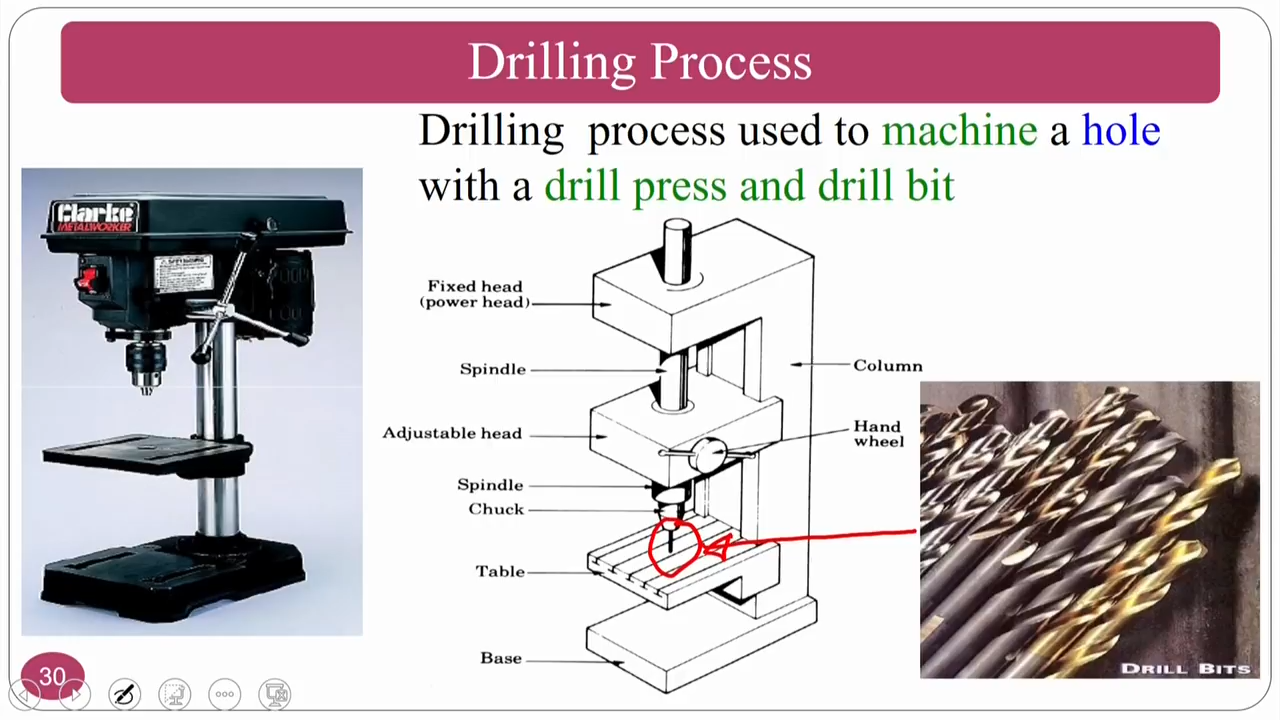 Drilling Process
Drilling process used to machine a hole
with a drill press and drill bit
Clarke
METALWORKER
Fixed head
(power head)
Spindle
Column
Adjustable head
Hand
wheel
Spindle
Chuck
Table
Base
DRILL BITS
30